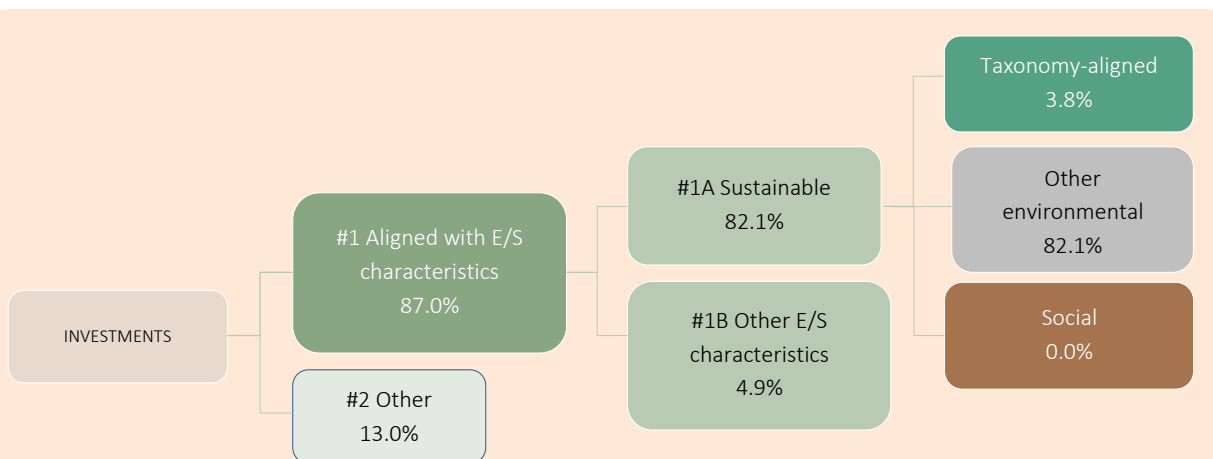 INVESTMENTS
#1 Aligned with E/S
characteristics
87.0%
#2 Other
13.0%
#1A Sustainable
82.1%
#1B Other E/S
characteristics
4.9%
Taxonomy-aligned
3.8%
Other
environmental
82.1%
Social
0.0%